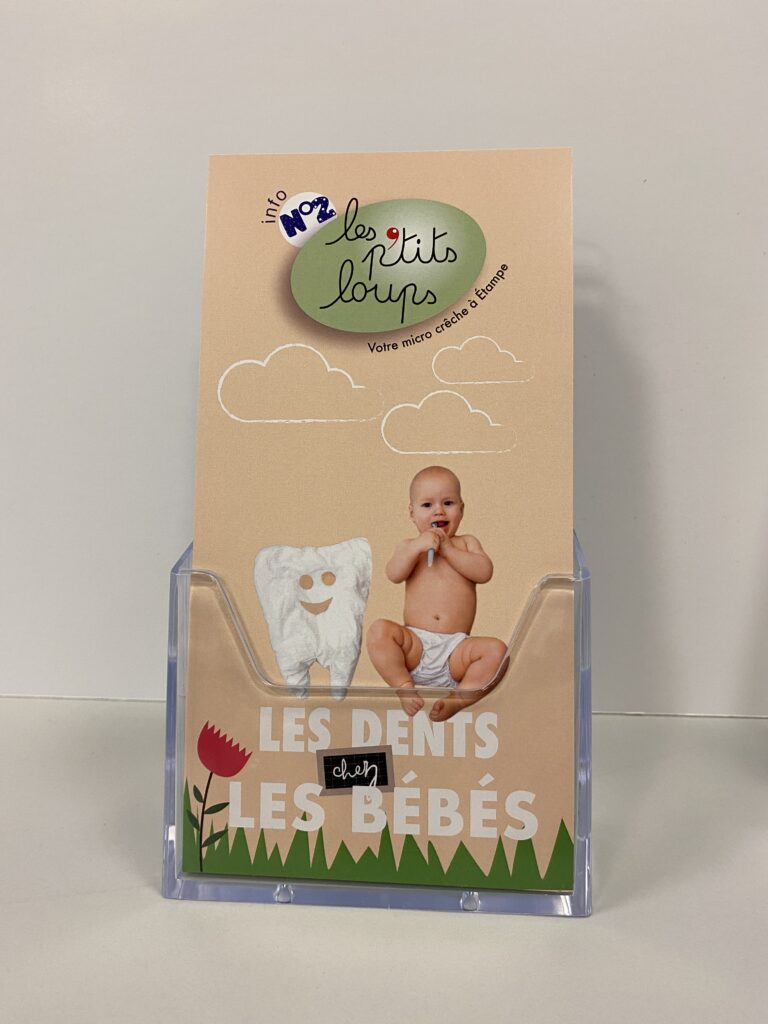 info
N°2
les
p'tits
loups
Votre micro crêche à Étampe
LES DENTS
chez
LES BÉBÉS